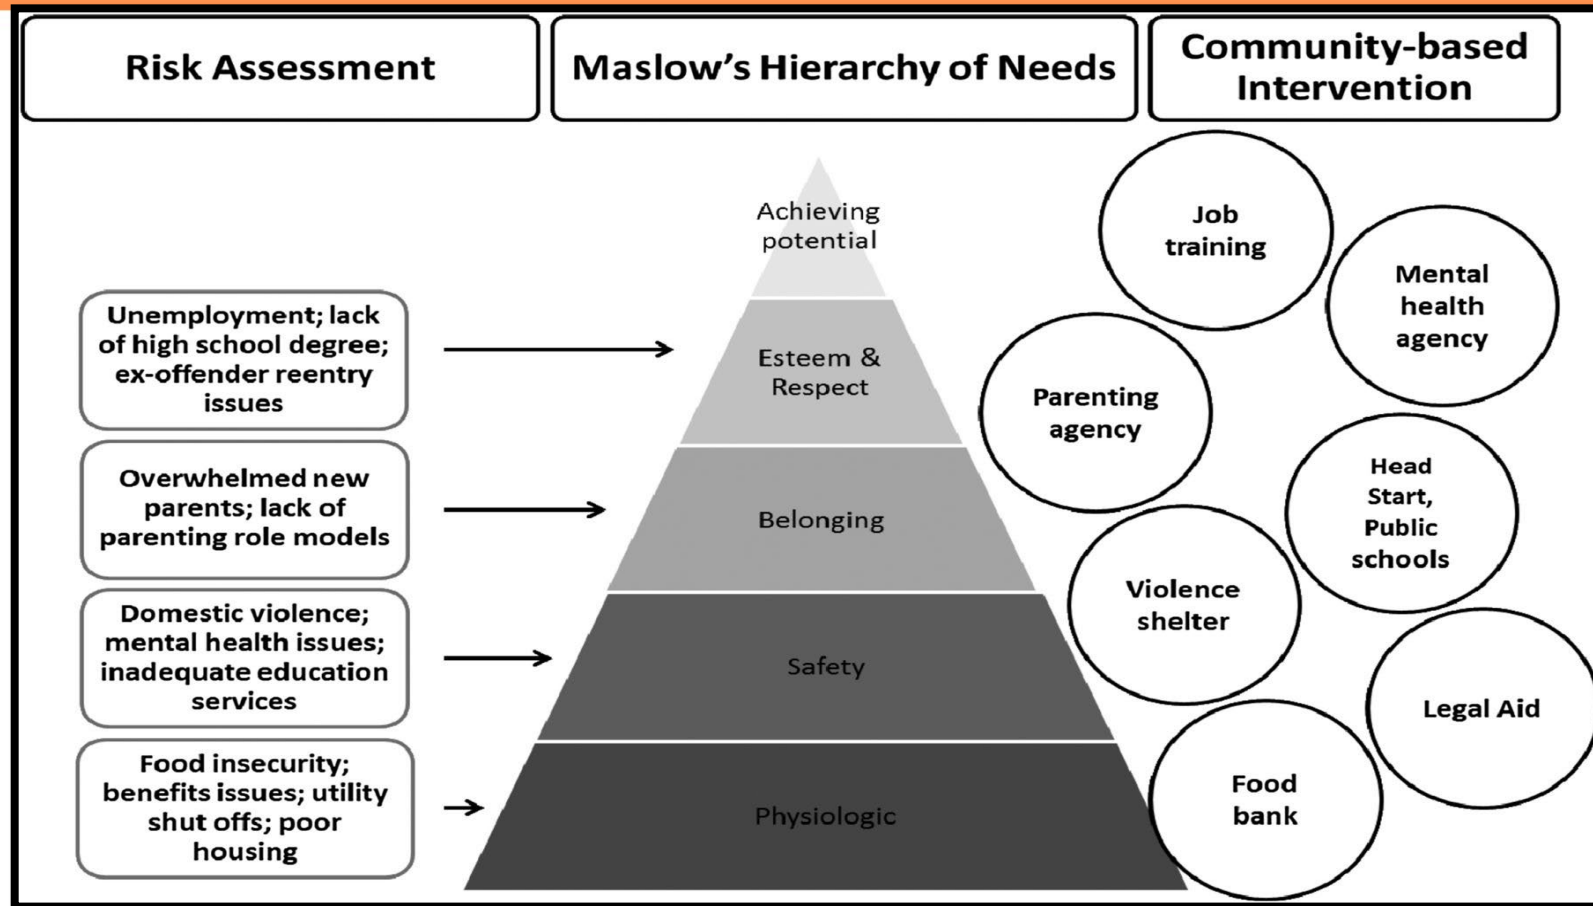 Risk Assessment
Maslow's Hierarchy of Needs
Community-based
Intervention
Unemployment; lack
of high school degree;
ex-offender reentry
issues
Overwhelmed new
parents; lack of
parenting role models
Domestic violence;
mental health issues;
inadequate education
services
Food insecurity;
benefits issues; utility
shut offs; poor
housing
Achieving
potential
Esteem &
Respect
Belonging
Safety
Physiologic
Job
training
Mental
health
agency
Parenting
agency
Head
Start,
Public
schools
Violence
shelter
Legal Aid
Food
bank